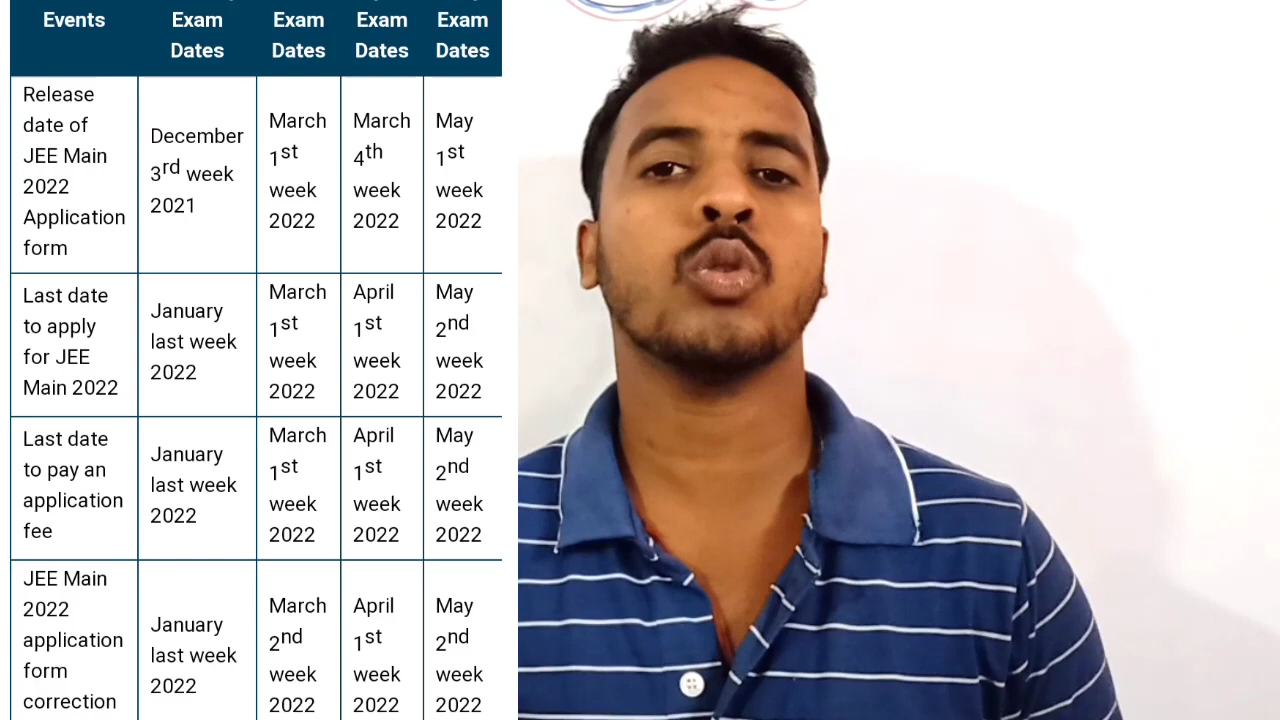 Events
Exam
Dates
Exam
Dates
Exam
Dates
Exam
Dates
Release
date of
JEE Main
2022
Application
form
December
3rd week
2021
March
1st
week
2022
March
4th
week
2022
May
1st
week
2022
Last date
to apply
for JEE
Main 2022
January
last week
2022
March
1st
week
2022
April
1st
week
2022
May
2nd
week
2022
Last date
to pay an
application
fee
January
last week
2022
March
1st
week
2022
April
1st
week
2022
May
2nd
week
2022
JEE Main
2022
application
form
correction
January
last week
2022
March
2nd
week
2022
April
1st
week
2022
May
2nd
week
2022